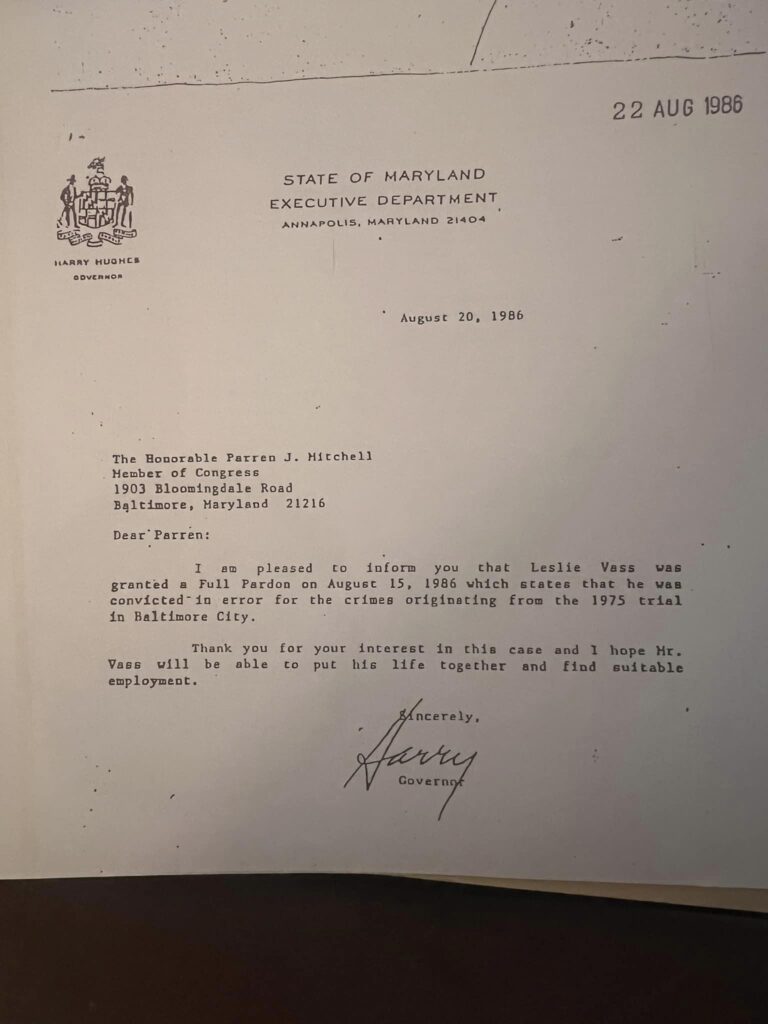 22 AUG 1986
STATE OF MARYLAND
EXECUTIVE DEPARTMENT
ANNAPOLIS, MARYLAND 21404
HARRY HUGHES
GOVERNOR
August 20, 1986
The Honorable Parren J. Mitchell
Member of Congress
1903 Bloomingdale Road
Baltimore, Maryland 21216
Dear Parren:
I am pleased to inform you that Leslie Vass was
granted a Full Pardon on August 15, 1986 which states that he was
convicted in error for the crimes originating from the 1975 trial
in Baltimore City.
Thank you for your interest in this case and I hope Mr.
Vass will be able to put his life together and find suitable
employment.
Sincerely,
Harry
Governor